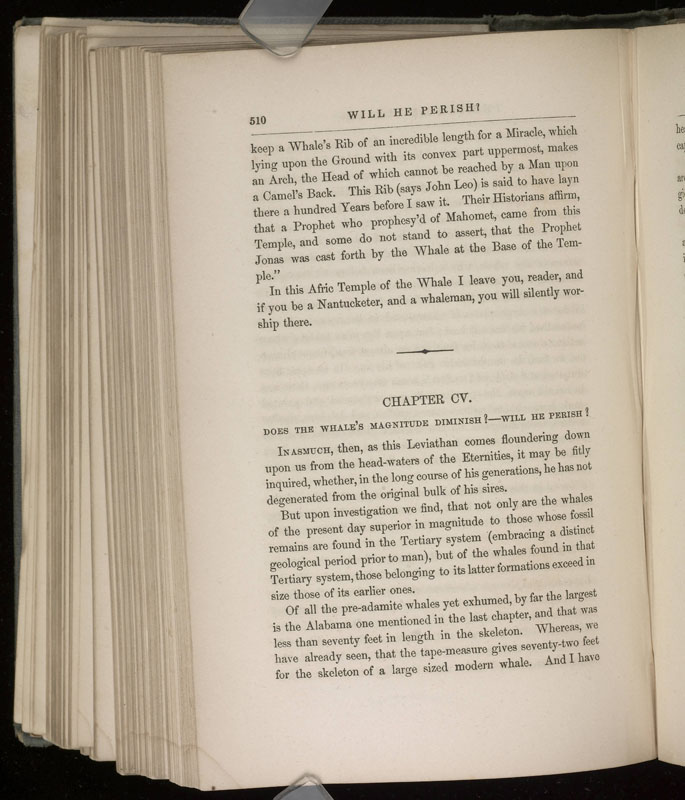 510
WILL HE PERISH?
keep a Whale's Rib of an incredible length for a Miracle, which
lying upon the Ground with its convex part uppermost, makes
an Arch, the Head of which cannot be reached by a Man upon
a Camel's Back. This Rib (says John Leo) is said to have layn
there a hundred Years before I saw it. Their Historians affirm,
that a Prophet who prophesy'd of Mahomet, came from this
Temple, and some do not stand to assert, that the Prophet
Jonas was cast forth by the Whale at the Base of the Tem-
ple."
In this Afric Temple of the Whale I leave you, reader, and
if you be a Nantucketer, and a whaleman, you will silently wor-
ship there.
CHAPTER CV.
DOES THE WHALE'S MAGNITUDE DIMINISH?—WILL HE PERISH?
INASMUCH, then, as this Leviathan comes floundering down
upon us from the head-waters of the Eternities, it may be fitly
inquired, whether, in the long course of his generations, he has not
degenerated from the original bulk of his sires.
But upon investigation we find, that not only are the whales
of the present day superior in magnitude to those whose fossil
remains are found in the Tertiary system (embracing a distinct
geological period prior to man), but of the whales found in that
Tertiary system, those belonging to its latter formations exceed in
size those of its earlier ones.
Of all the pre-adamite whales yet exhumed, by far the largest
is the Alabama one mentioned in the last chapter, and that was
less than seventy feet in length in the skeleton. Whereas, we
have already seen, that the tape-measure gives seventy-two feet
for the skeleton of a large sized modern whale. And I have